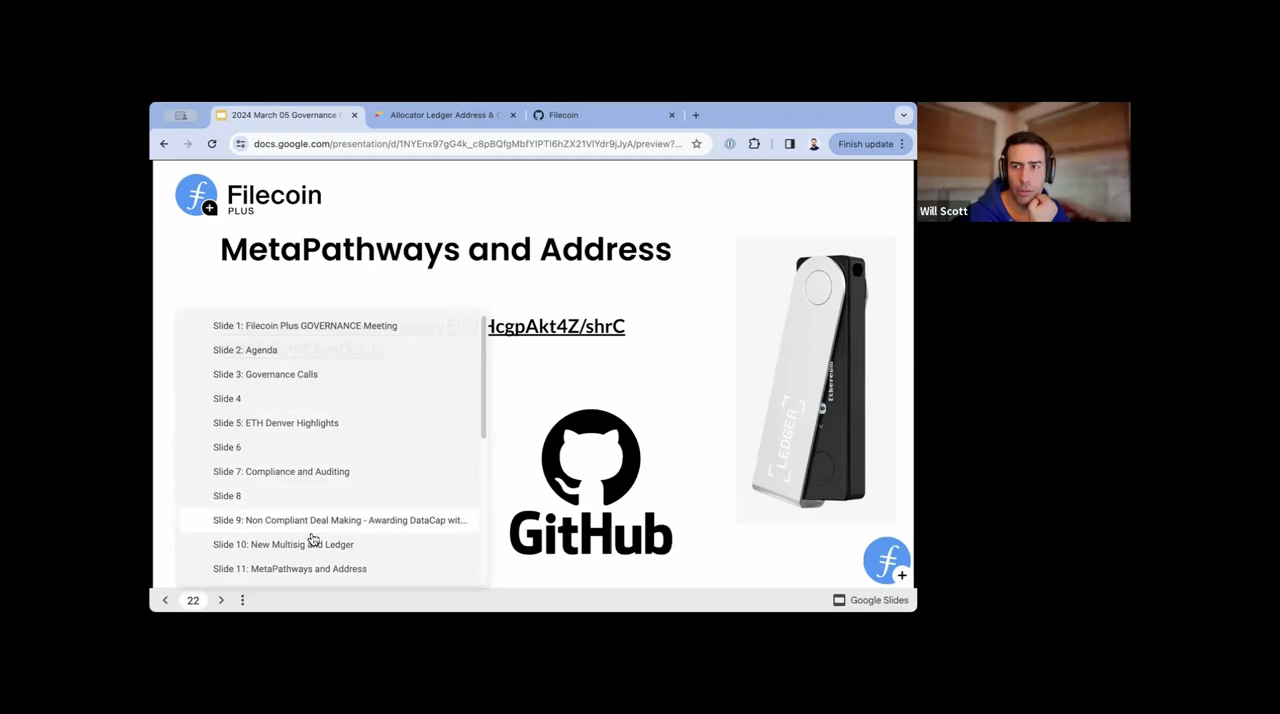 2024 March 05 Governance
Allocator Ledger Address &
Filecoin
docs.google.com/presentation/d/1NYEnx97gG4k_c8pBQfgMbfYIPTI6hZX21VlYdr9jJyA/preview?...
Finish update
Filecoin
PLUS
MetaPathways and Address
HcgpAkt4Z/shrC
Slide 1: Filecoin Plus GOVERNANCE Meeting
Slide 2: Agenda
Slide 3: Governance Calls
Slide 4
Slide 5: ETH Denver Highlights
Slide 6
Slide 7: Compliance and Auditing
Slide 8
Slide 9: Non Compliant Deal Making - Awarding DataCap wit...
Slide 10: New Multisig and Ledger
Slide 11: MetaPathways and Address
GitHub
LEDGER
Ethereum
22
Google Slides
Will Scott